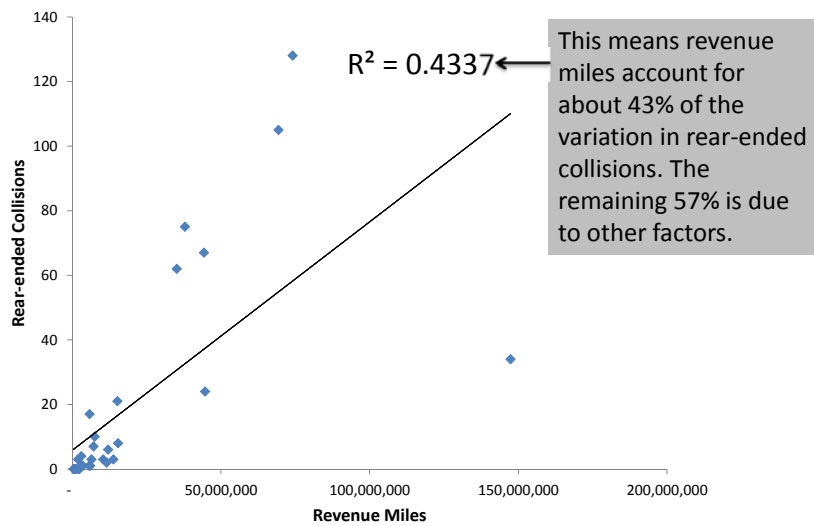 140
120
100
80
60
40
20
0
Rear-ended Collisions
R² = 0.4337
This means revenue
miles account for
about 43% of the
variation in rear-ended
collisions. The
remaining 57% is due
to other factors.
- 50,000,000 100,000,000 150,000,000 200,000,000
Revenue Miles